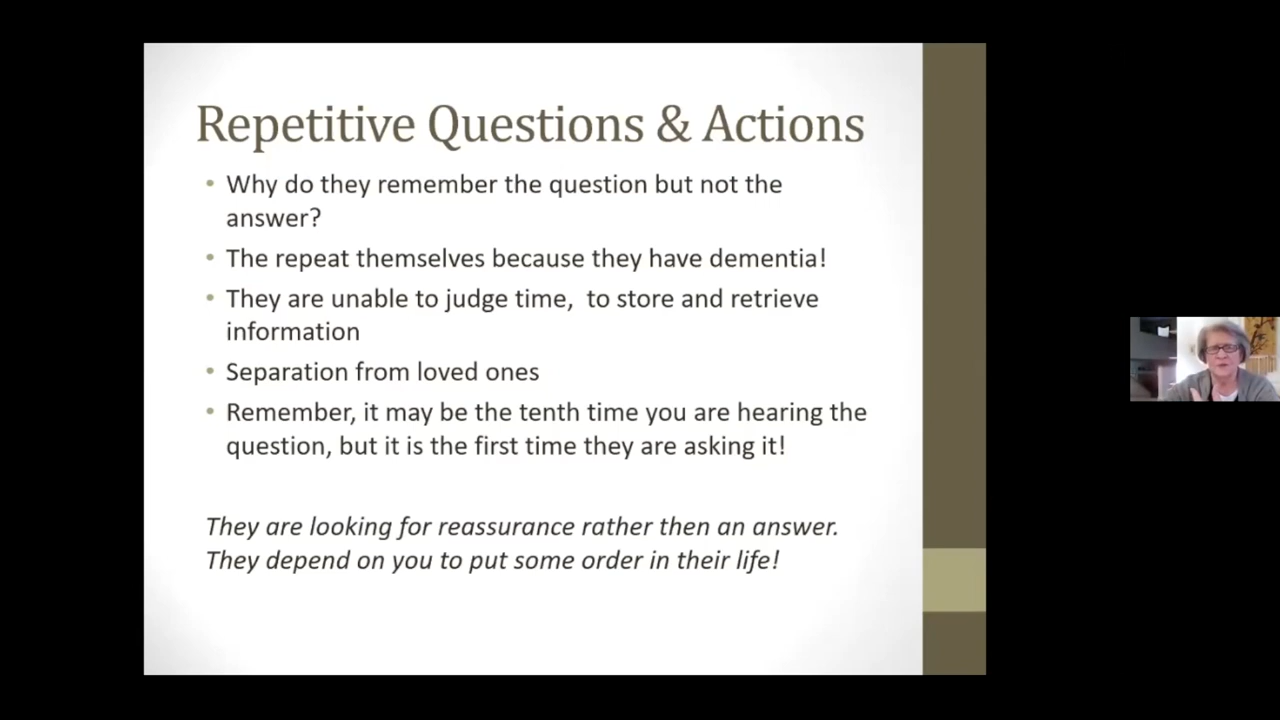 Repetitive Questions & Actions
• Why do they remember the question but not the
answer?
• The repeat themselves because they have dementia!
• They are unable to judge time,  to store and retrieve
information
• Separation from loved ones
• Remember, it may be the tenth time you are hearing the
question, but it is the first time they are asking it!
They are looking for reassurance rather then an answer.
They depend on you to put some order in their life!